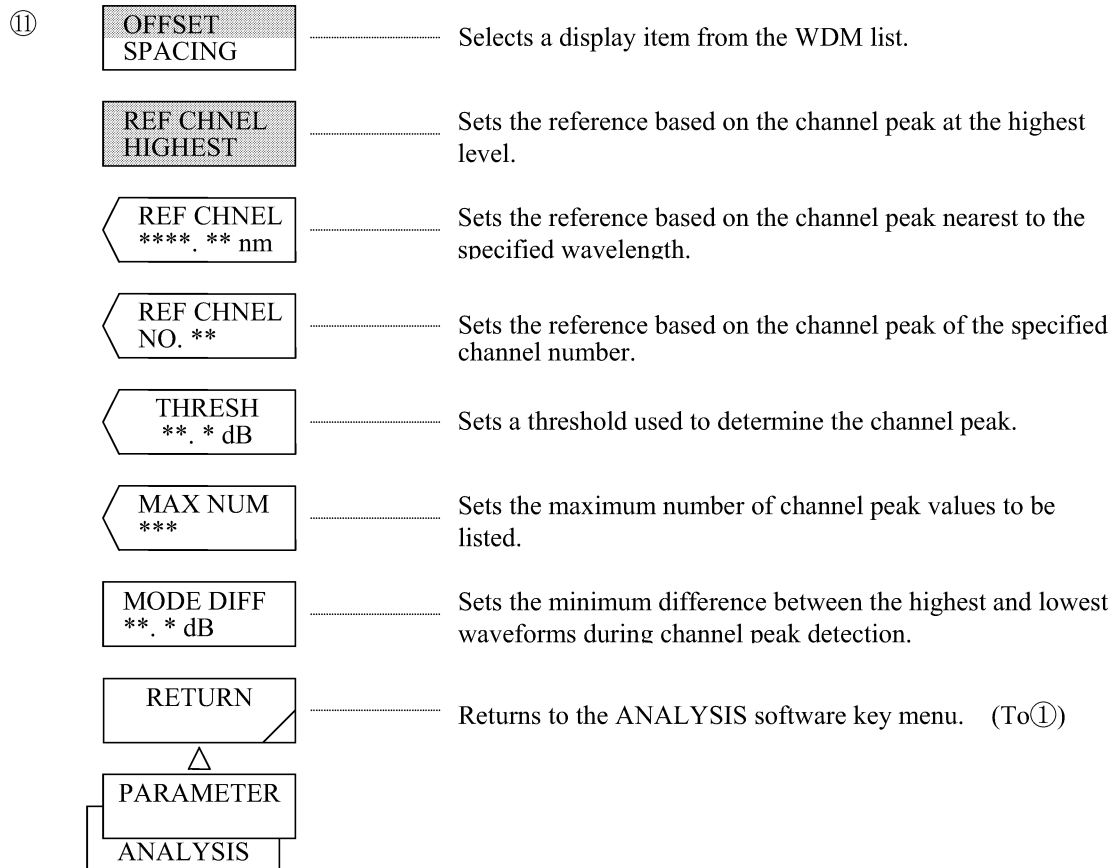 ⑪
OFFSET
SPACING
Selects a display item from the WDM list.
REF CHNEL
HIGHEST
Sets the reference based on the channel peak at the highest
level.
REF CHNEL
****. ** nm
Sets the reference based on the channel peak nearest to the
specified wavelength.
REF CHNEL
NO. **
Sets the reference based on the channel peak of the specified
channel number.
THRESH
**. * dB
Sets a threshold used to determine the channel peak.
MAX NUM
***
Sets the maximum number of channel peak values to be
listed.
MODE DIFF
**. * dB
Sets the minimum difference between the highest and lowest
waveforms during channel peak detection.
RETURN
Returns to the ANALYSIS software key menu. (To①)
PARAMETER
ANALYSIS